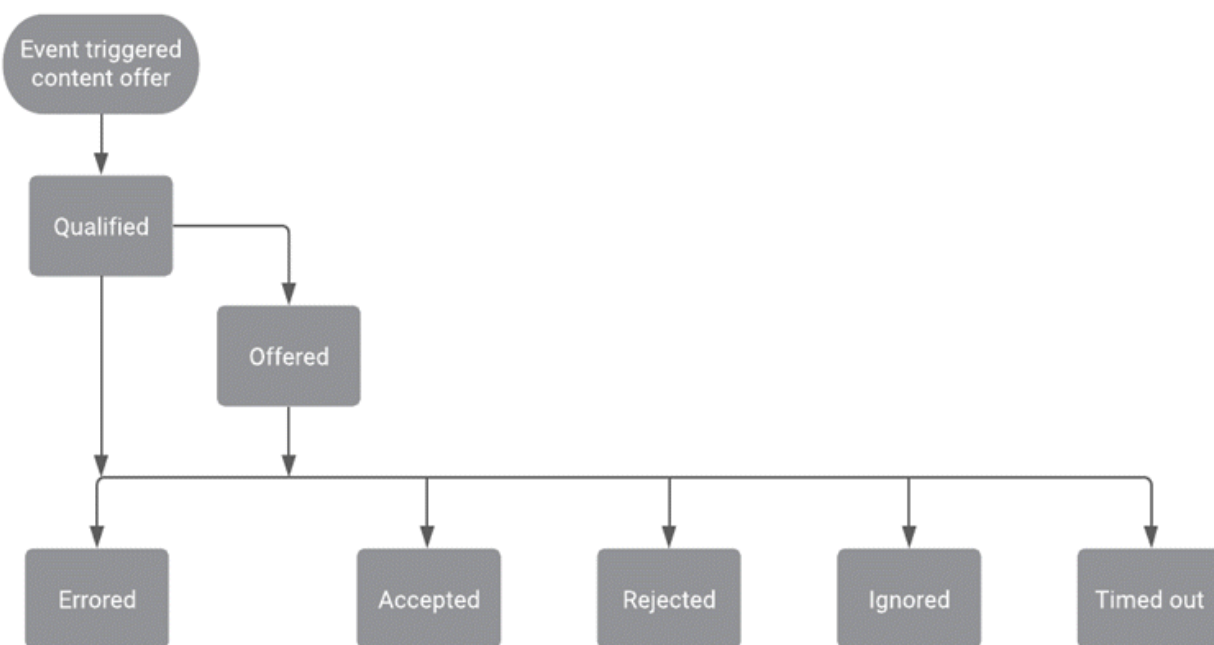 Event triggered
content offer
Qualified
Offered
Errored
Accepted
Rejected
Ignored
Timed out